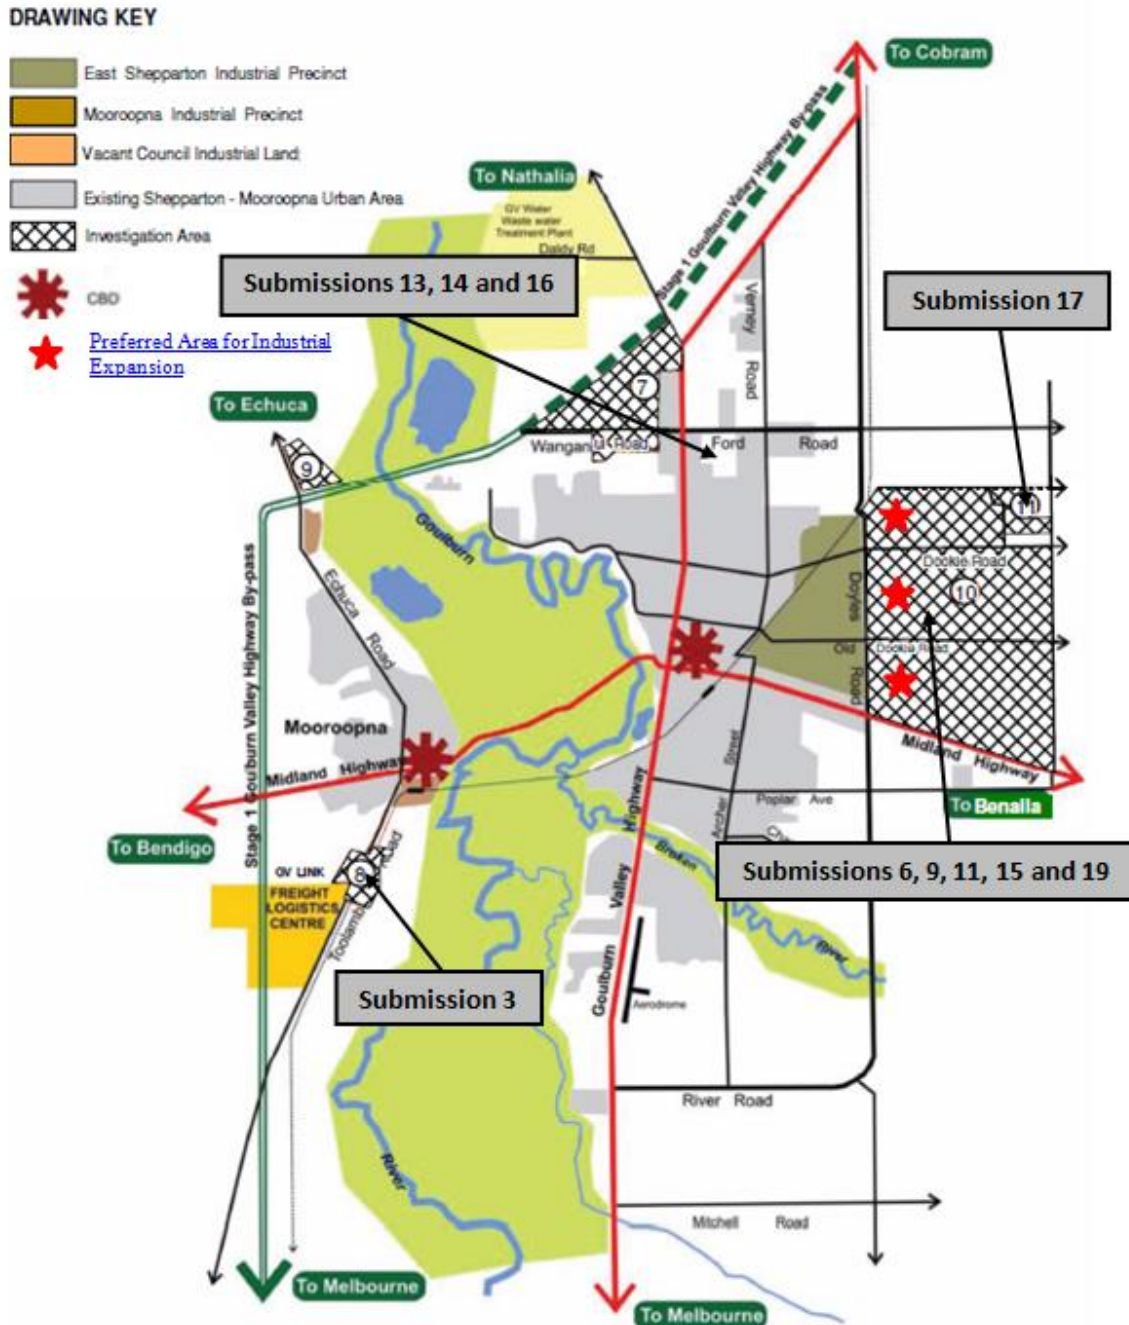 DRAWING KEY
East Shepparton Industrial Precinct
Mooroopna Industrial Precinct
Vacant Council Industrial Land
Existing Shepparton - Mooroopna Urban Area
Investigation Area
CBD
Preferred Area for Industrial
Expansion
To Cobram
To Nathalia
GV Water
Waste water
Treatment Plant
Daldy Rd
Stage 1 Goulburn Valley Highway By-pass
Submissions 13, 14 and 16
Submission 17
Verney Road
7
To Echuca
9
Ford Road
11
Goulburn
Dookie Road
10
Doyles Road
Old Dookie Road
Echuca Road
Stage 1 Goulburn Valley Highway By-pass
Mooroopna
Midland Highway
Midland Highway
Archer Street
Poplar Ave
To Benalla
To Bendigo
Goulburn Valley Highway
Broken River
Submissions 6, 9, 11, 15 and 19
GV LINK
FREIGHT
LOGISTICS
CENTRE
8
Road
Submission 3
Aerodrome
River Road
River
Mitchell Road
To Melbourne
To Melbourne